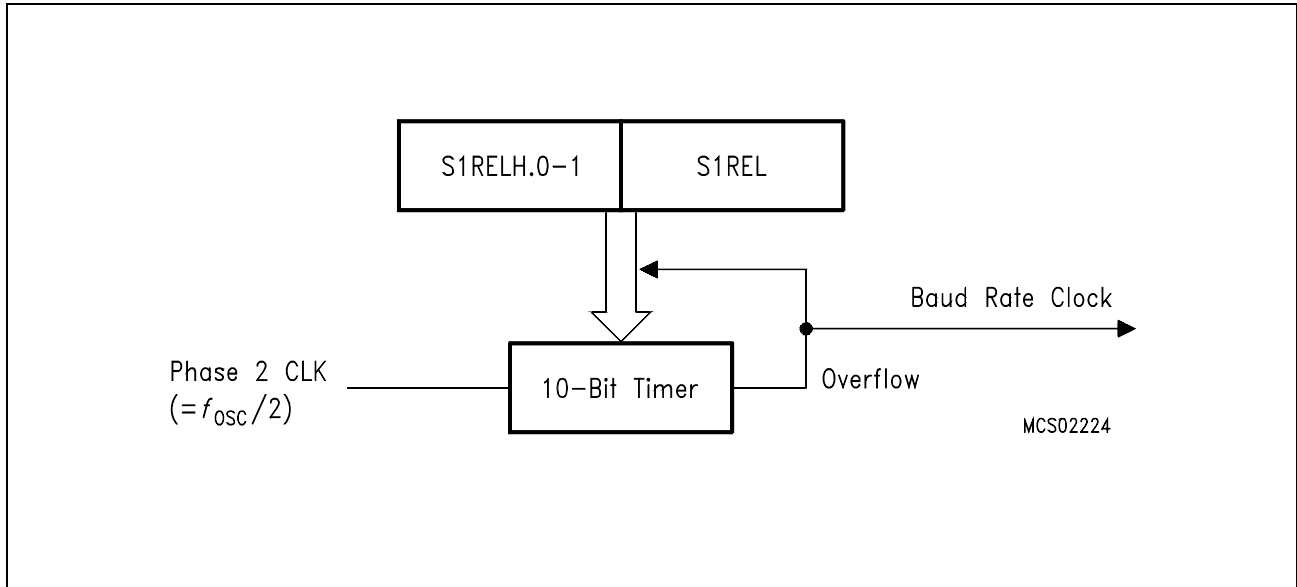 S1RELH.0-1
S1REL
Baud Rate Clock
Phase 2 CLK
(=fOSC/2)
10-Bit Timer
Overflow
MCS02224